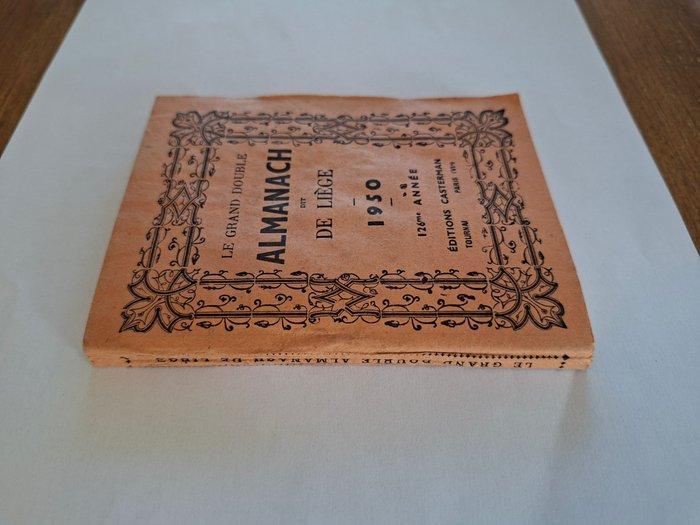 LE GRAND DOUBLE
ALMANACH
DIT
DE LIÈGE
— 1950 —
126me ANNÉE
ÉDITIONS CASTERMAN
TOURNAI PARIS (VIe)
LE GRAND DOUBLE ALMANACH DE LIÈGE